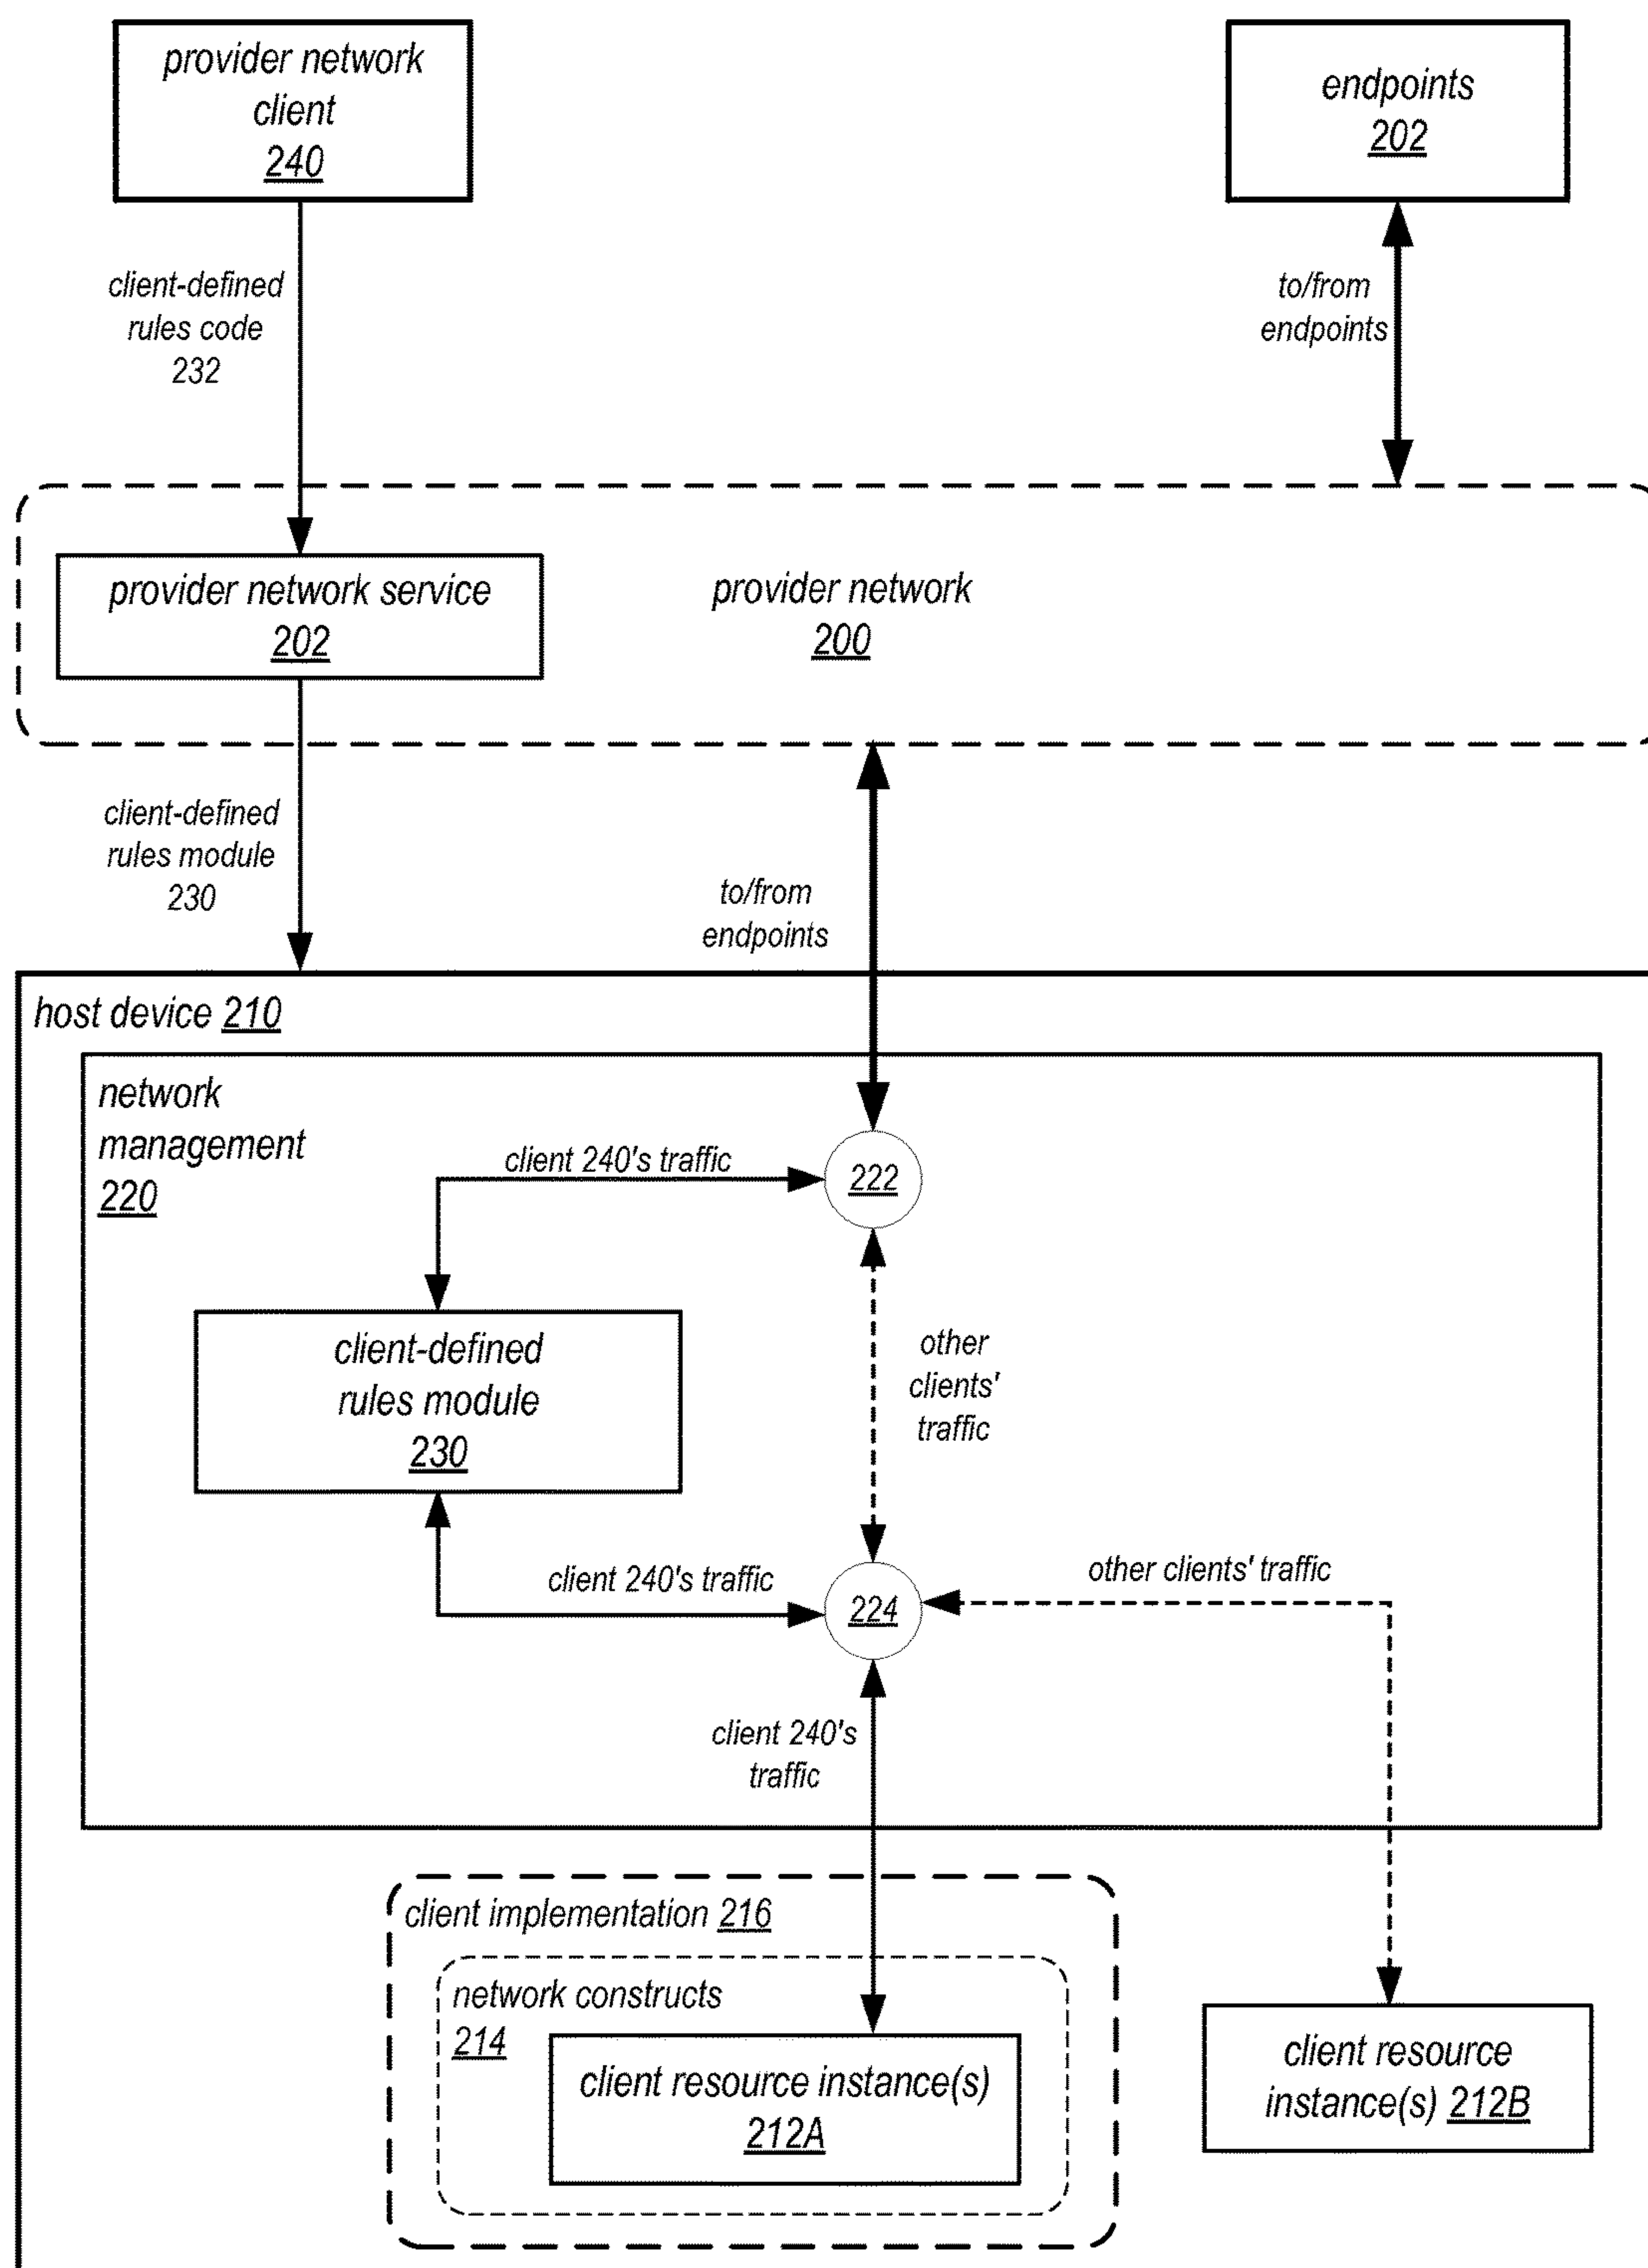 provider network
client
240
endpoints
202
client-defined
rules code
232
to/from
endpoints
provider network service
202
provider network
200
client-defined
rules module
230
to/from
endpoints
host device 210
network
management
220
client 240's traffic
222
client-defined
rules module
230
other
clients'
traffic
client 240's traffic
224
other clients' traffic
client 240's
traffic
client implementation 216
network constructs
214
client resource instance(s)
212A
client resource
instance(s) 212B